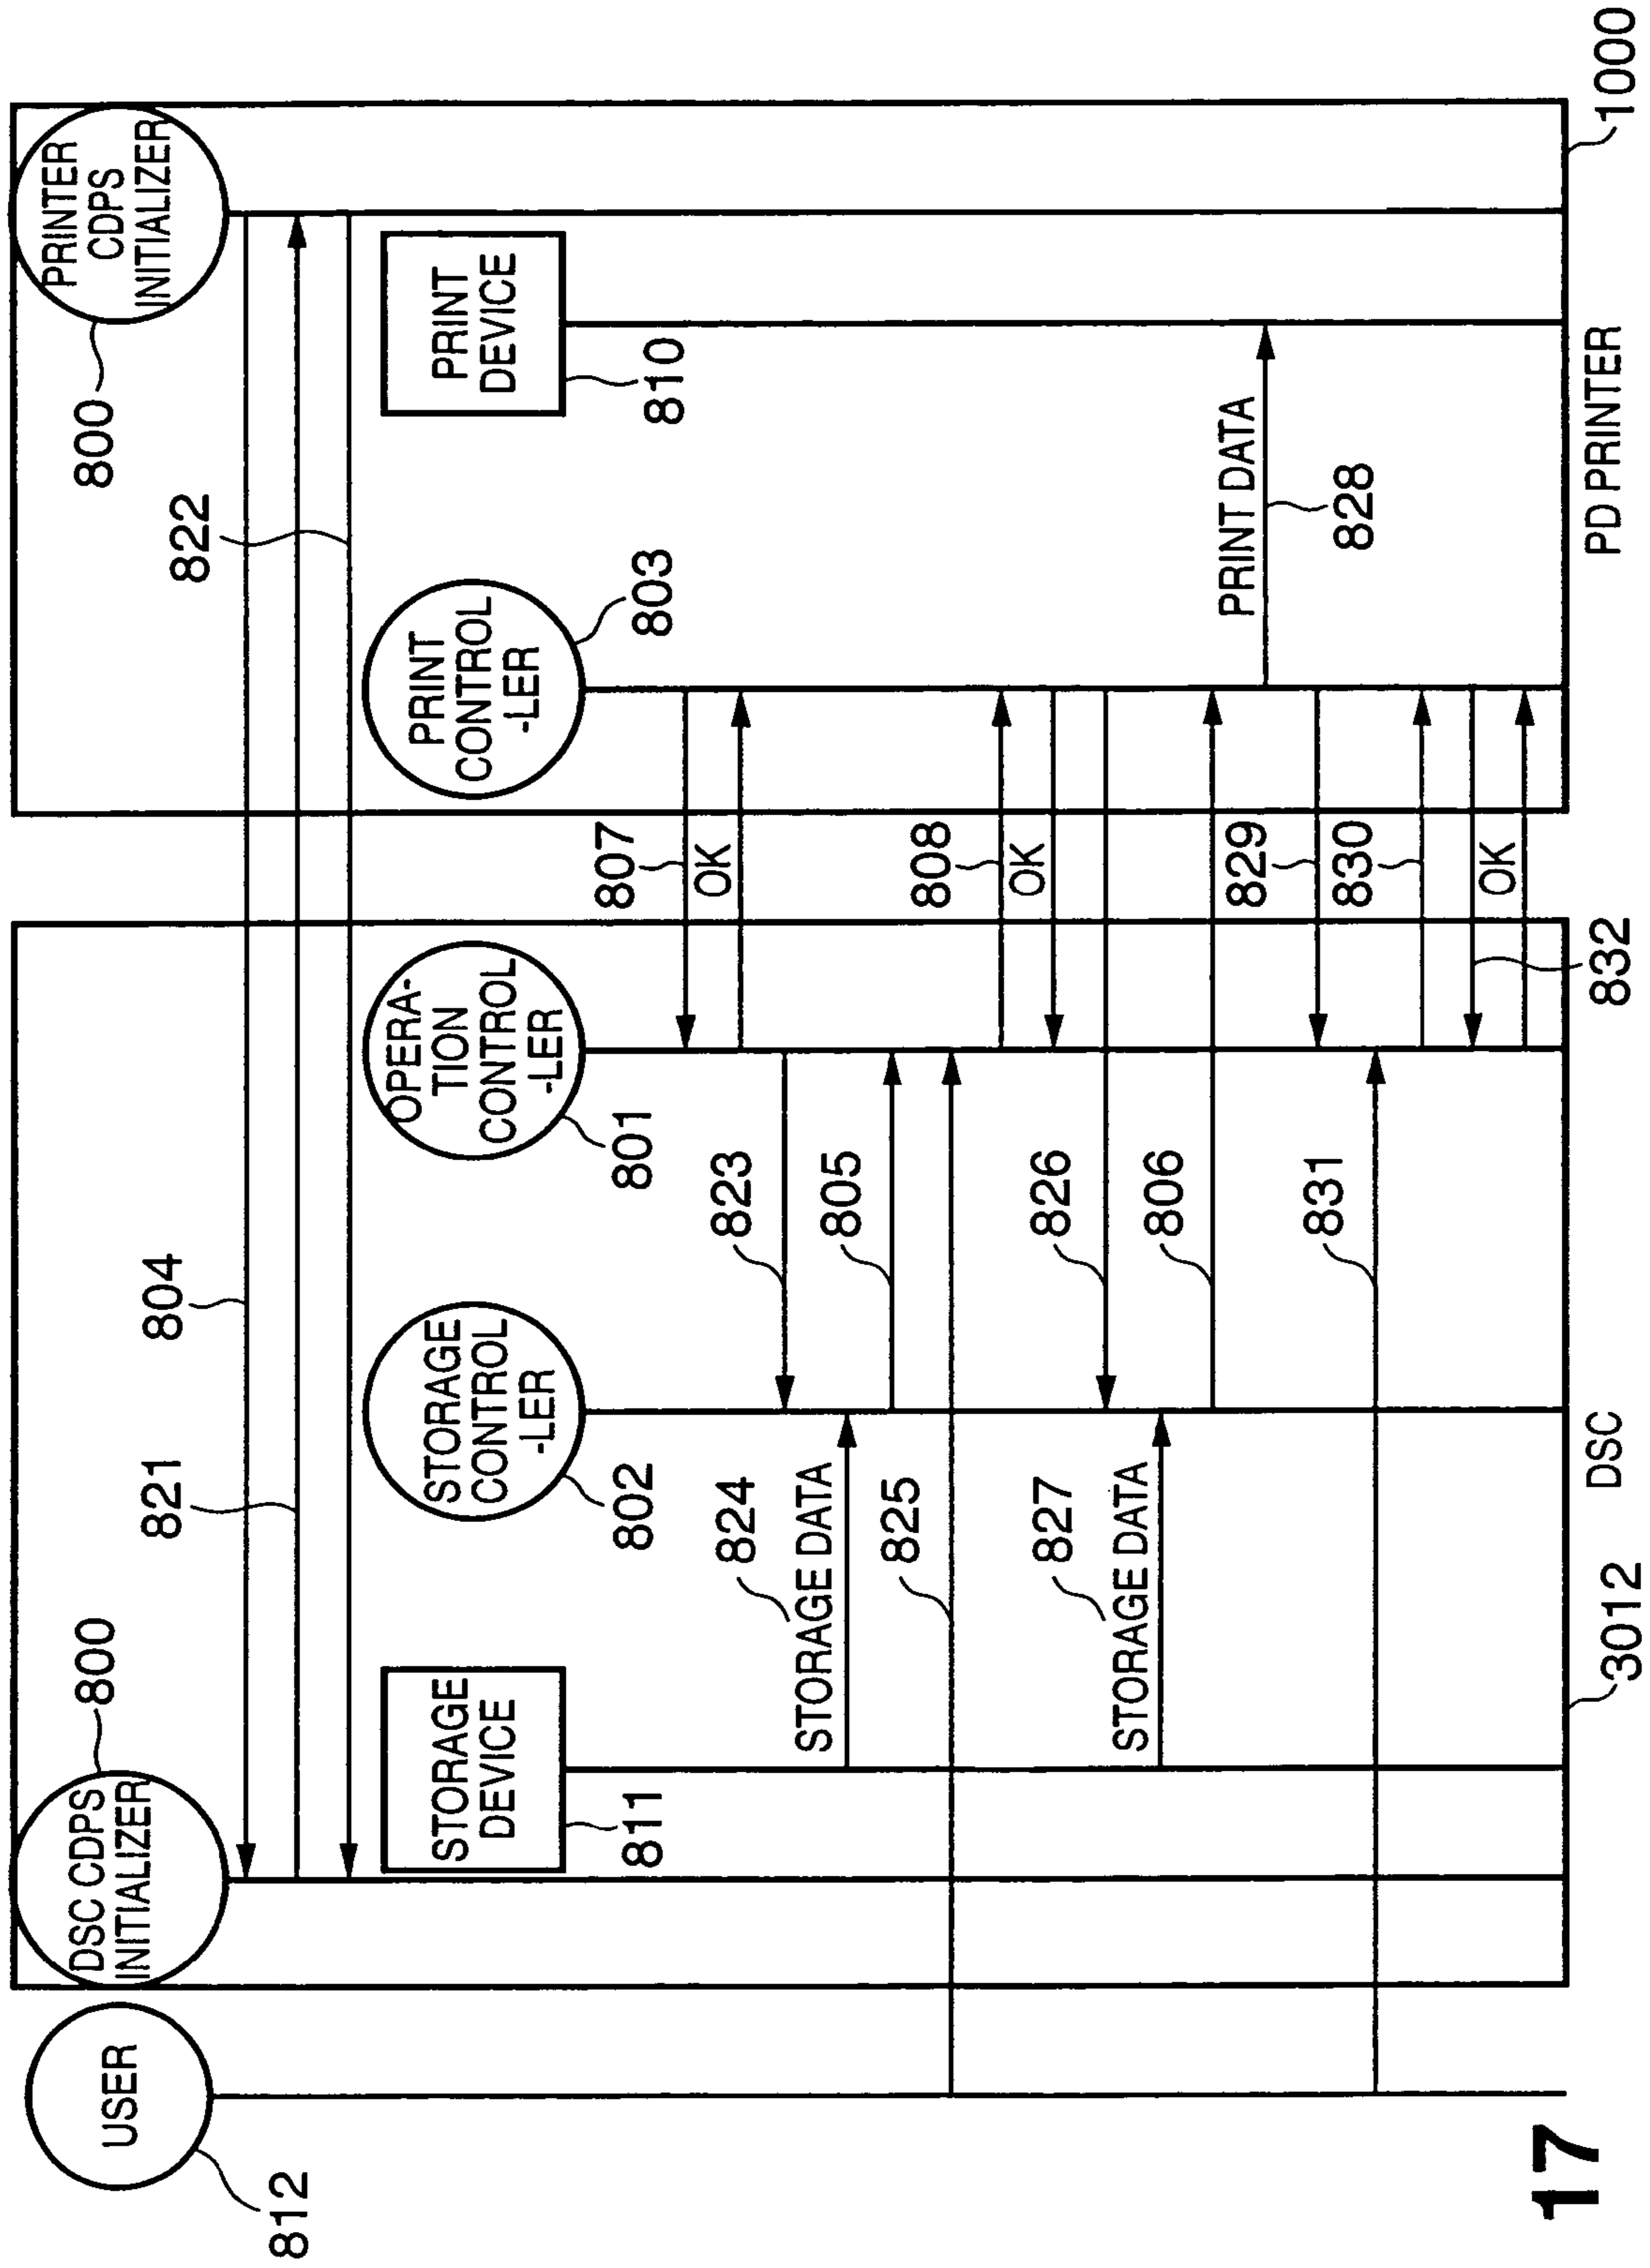 USER
812
DSC CDPS
INITIALIZER
800
PRINTER
CDPS
INITIALIZER
800
821
804
822
STORAGE
DEVICE
811
STORAGE
CONTROL
-LER
802
OPERA-
TION
CONTROL
-LER
801
PRINT
CONTROL
-LER
803
PRINT
DEVICE
810
807
OK
823
824
STORAGE DATA
805
825
808
OK
826
827
STORAGE DATA
806
PRINT DATA
828
829
831
830
832
OK
17
3012
DSC
PD PRINTER
1000